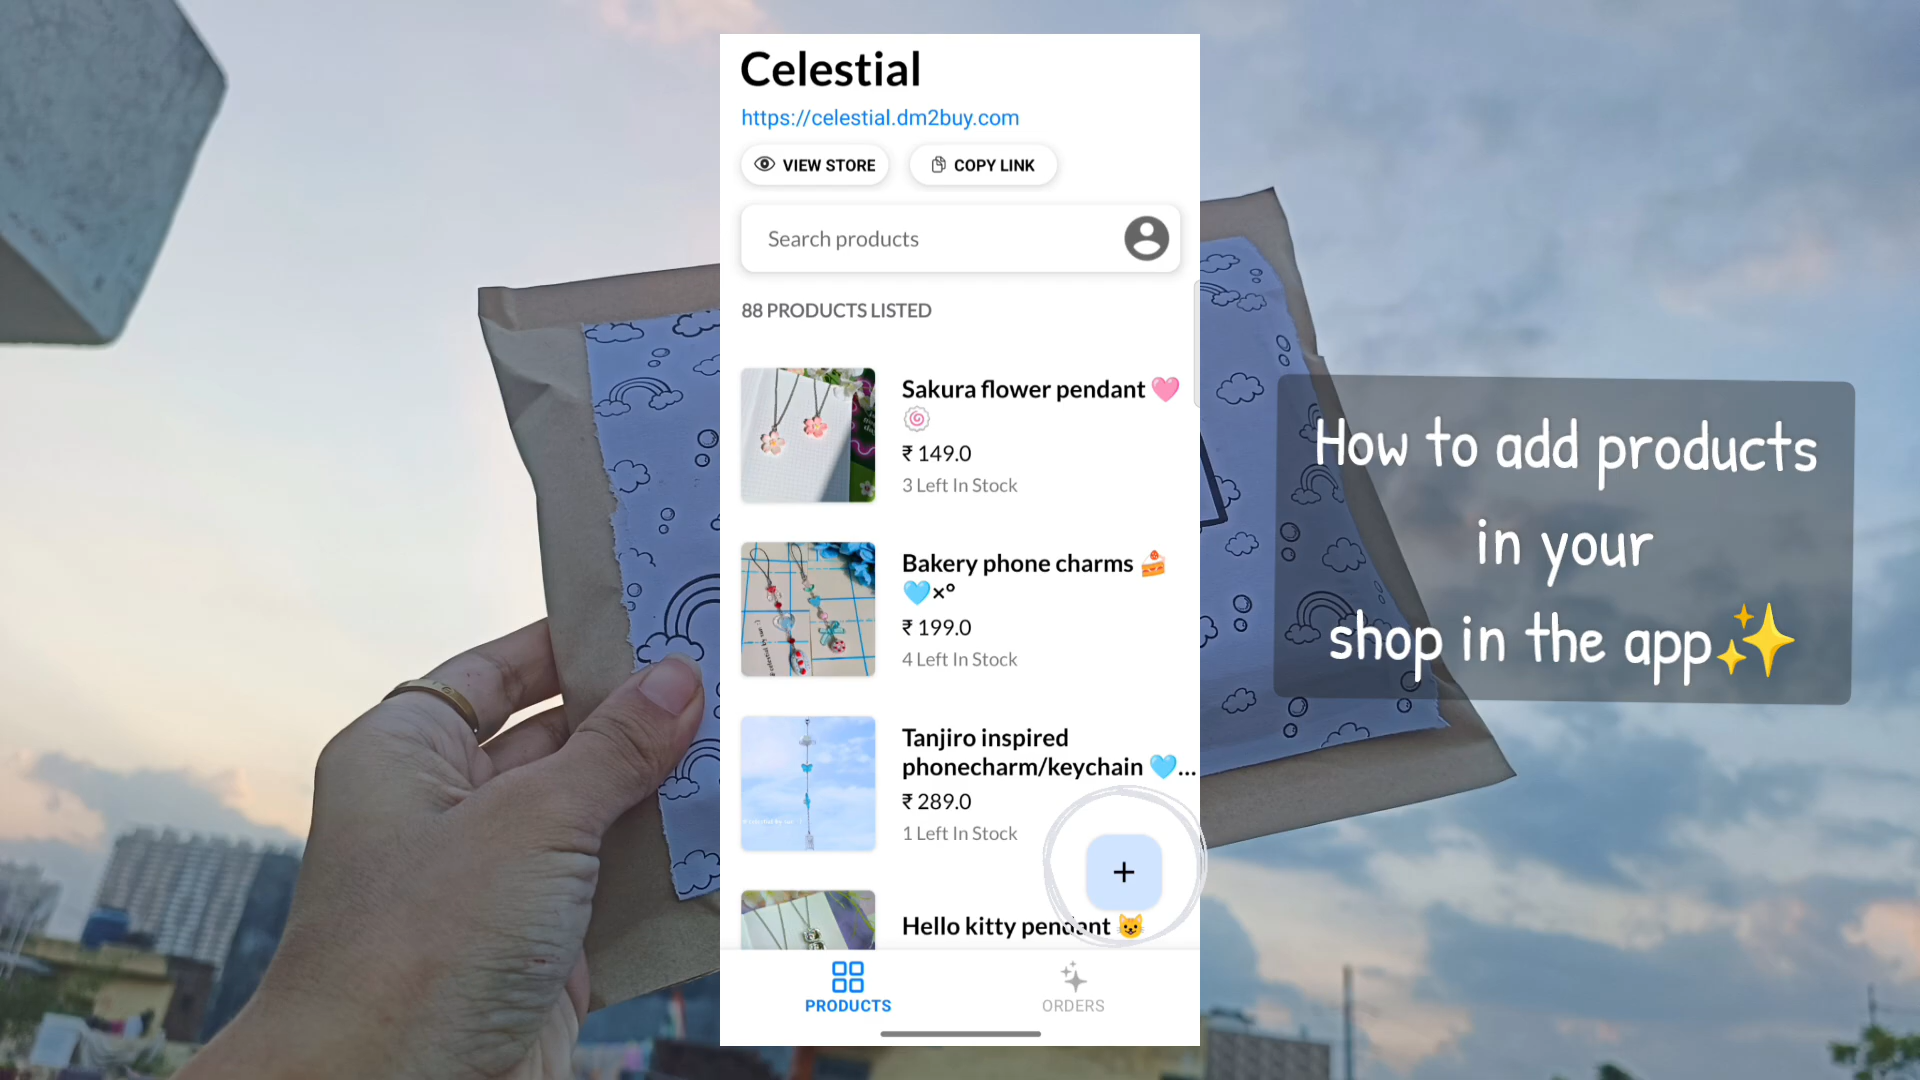 Celestial
https://celestial.dm2buy.com
VIEW STORE
COPY LINK
Search products
88 PRODUCTS LISTED
Sakura flower pendant 🩷
🍥
₹ 149.0
3 Left In Stock
Bakery phone charms 🍰
🩵×°
₹ 199.0
4 Left In Stock
Tanjiro inspired
phonecharm/keychain 🩵...
₹ 289.0
1 Left In Stock
+
Hello kitty pendant 😺
PRODUCTS
ORDERS
How to add products
in your
shop in the app✨